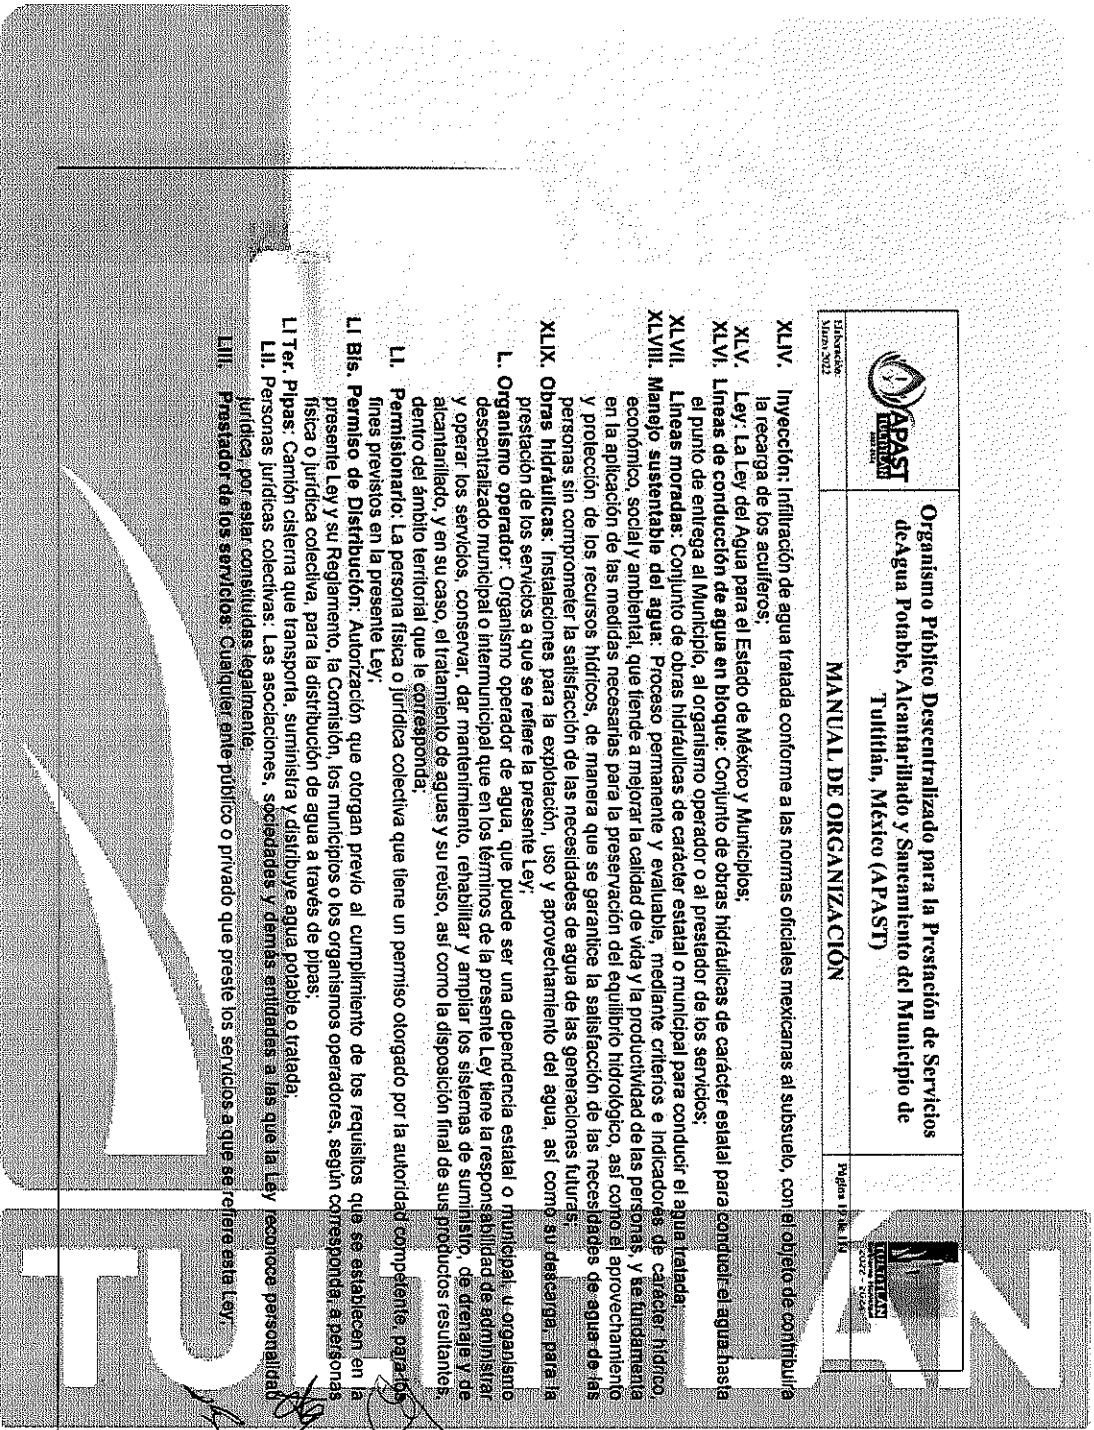 APAST
TULTITLÁN
Organismo Público Descentralizado para la Prestación de Servicios
deAgua Potable, Alcantarillado y Saneamiento del Municipio de
Tultitlán, México (APAST)
TULTITLÁN
Elaboración:
Marzo 2022
MANUAL DE ORGANIZACIÓN
Página 17 de
XLIV. Inyección: Infiltración de agua tratada conforme a las normas oficiales mexicanas al subsuelo, con el objeto de contribuir a
la recarga de los acuíferos;
XLV. Ley: La Ley del Agua para el Estado de México y Municipios;
XLVI. Líneas de conducción de agua en bloque: Conjunto de obras hidráulicas de carácter estatal para conducir el agua hasta
el punto de entrega al Municipio, al organismo operador o al prestador de los servicios;
XLVII. Líneas moradas: Conjunto de obras hidráulicas de carácter estatal o municipal para conducir el agua tratada;
XLVIII. Manejo sustentable del agua: Proceso permanente y evaluable, mediante criterios e indicadores de carácter hídrico,
económico, social y ambiental, que tiende a mejorar la calidad de vida y la productividad de las personas, y se fundamenta
en la aplicación de las medidas necesarias para la preservación del equilibrio hidrológico, así como el aprovechamiento
y protección de los recursos hídricos, de manera que se garantice la satisfacción de las necesidades de agua de las
personas sin comprometer la satisfacción de las necesidades de agua de las generaciones futuras;
XLIX. Obras hidráulicas: Instalaciones para la explotación, uso y aprovechamiento del agua, así como su descarga, para la
prestación de los servicios a que se refiere la presente Ley;
L. Organismo operador: Organismo operador de agua, que puede ser una dependencia estatal o municipal, u organismo
descentralizado municipal o intermunicipal que en los términos de la presente Ley tiene la responsabilidad de administrar
y operar los servicios, conservar, dar mantenimiento, rehabilitar y ampliar los sistemas de suministro, de drenaje y de
alcantarillado, y en su caso, el tratamiento de aguas y su reúso, así como la disposición final de sus productos resultantes,
dentro del ámbito territorial que le corresponda;
LI. Permisionario: La persona física o jurídica colectiva que tiene un permiso otorgado por la autoridad competente, para los
fines previstos en la presente Ley;
LI Bis. Permiso de Distribución: Autorización que otorgan previo al cumplimiento de los requisitos que se establecen en la
presente Ley y su Reglamento, la Comisión, los municipios o los organismos operadores, según corresponda, a personas
física o jurídica colectiva, para la distribución de agua a través de pipas;
LI Ter. Pipas: Camión cisterna que transporta, suministra y distribuye agua potable o tratada;
LII. Personas jurídicas colectivas: Las asociaciones, sociedades y demás entidades a las que la Ley reconoce personalidad
jurídica, por estar constituidas legalmente;
LIII. Prestador de los servicios: Cualquier ente público o privado que preste los servicios a que se refiere esta Ley;
TULTITLÁN